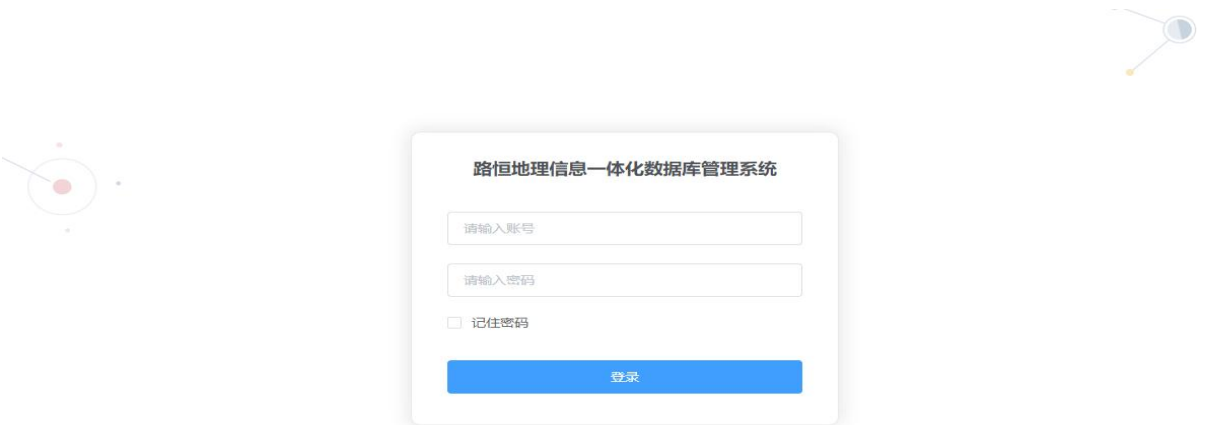 路恒地理信息一体化数据库管理系统
请输入账号
请输入密码
记住密码
登录